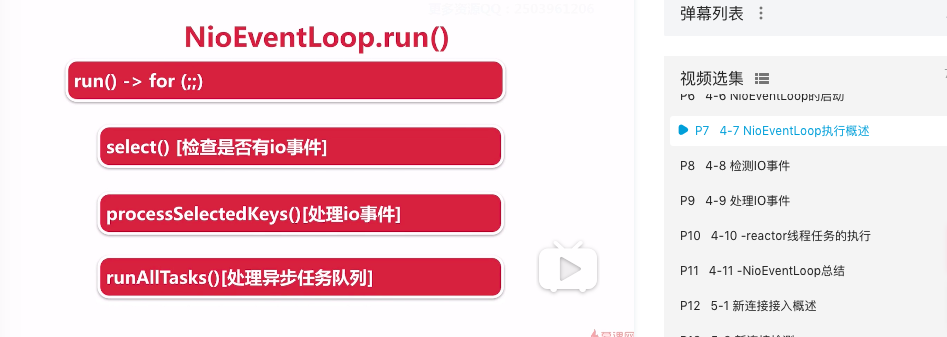 NioEventLoop.run()
run() -> for (;;)
select() [检查是否有io事件]
processSelectedKeys()[处理io事件]
runAllTasks()[处理异步任务队列]
弹幕列表
视频选集
P6 4-6 NioEventLoop的启动
P7 4-7 NioEventLoop执行概述
P8 4-8 检测IO事件
P9 4-9 处理IO事件
P10 4-10 -reactor线程任务的执行
P11 4-11 -NioEventLoop总结
P12 5-1 新连接接入概述